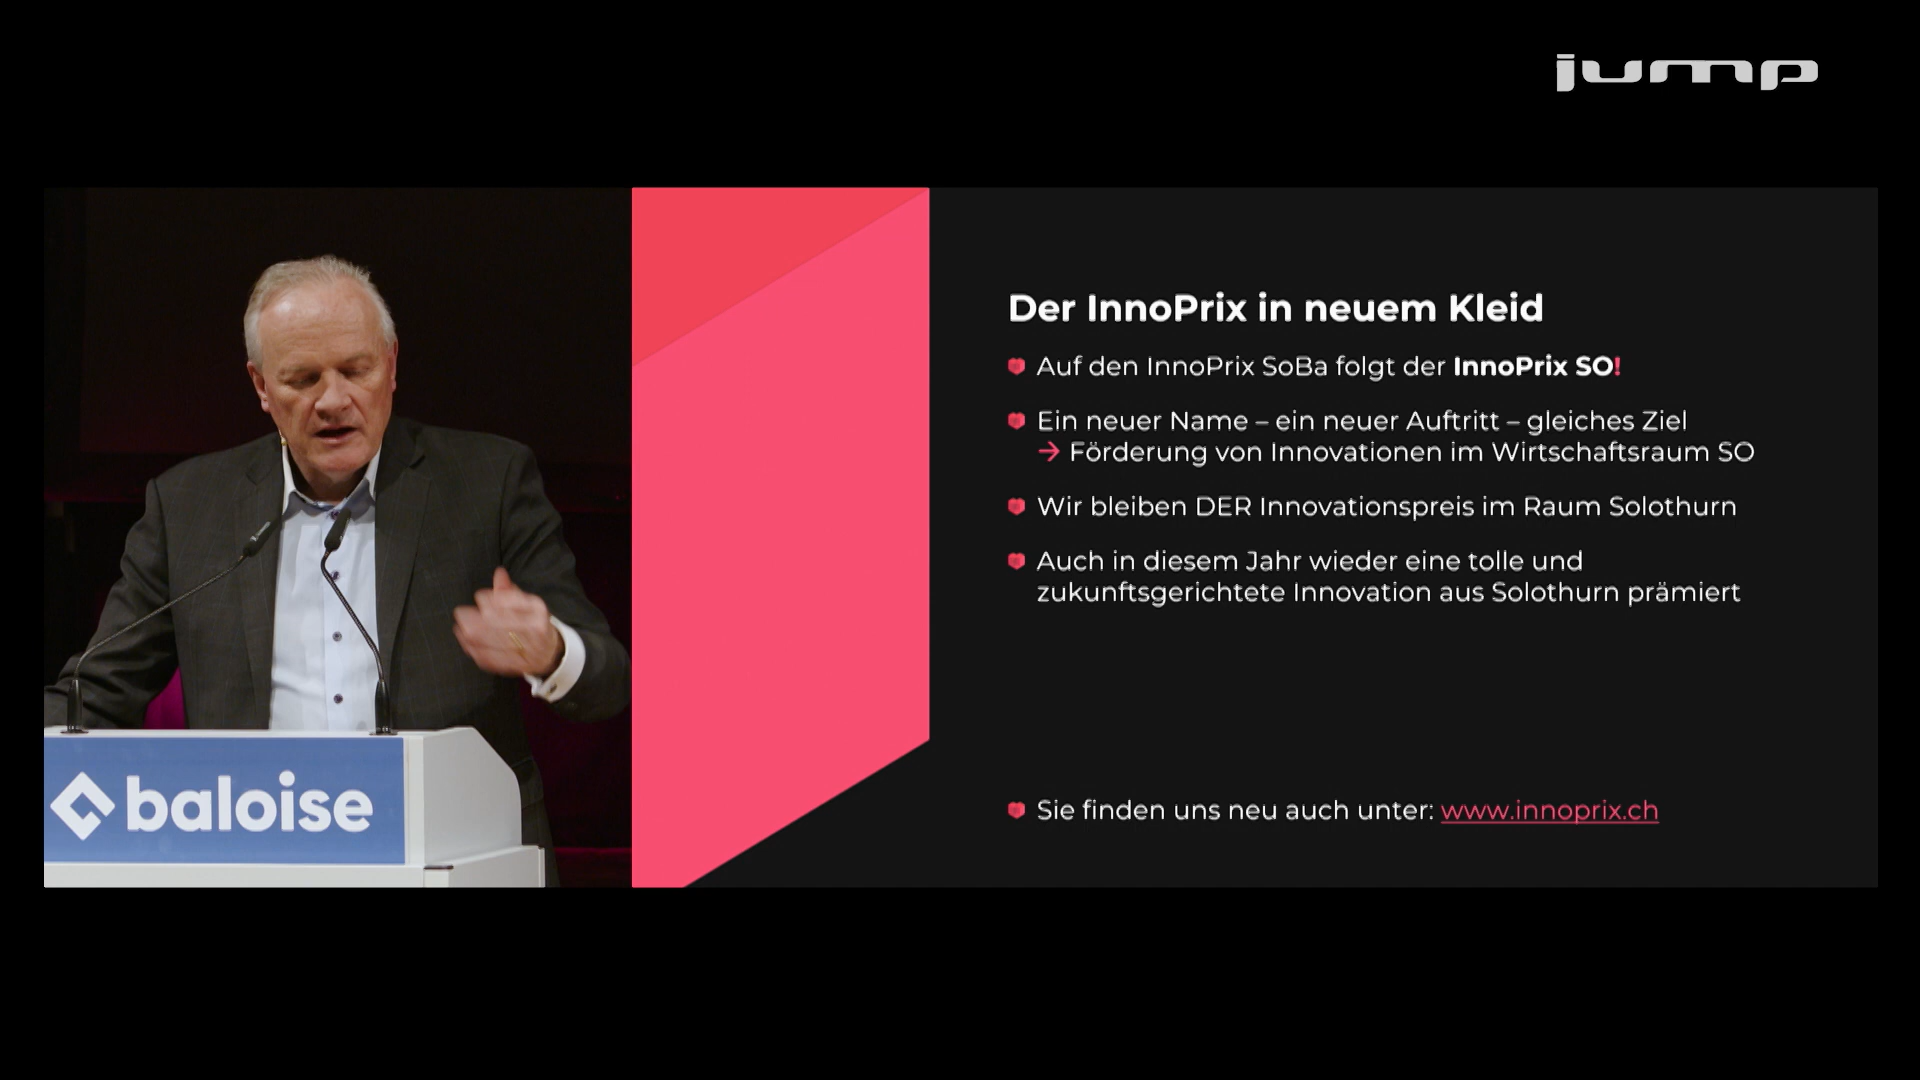 jump
Der InnoPrix in neuem Kleid
Auf den InnoPrix SoBa folgt der InnoPrix SO!
Ein neuer Name – ein neuer Auftritt – gleiches Ziel
→ Förderung von Innovationen im Wirtschaftsraum SO
Wir bleiben DER Innovationspreis im Raum Solothurn
Auch in diesem Jahr wieder eine tolle und
zukunftsgerichtete Innovation aus Solothurn prämiert
Sie finden uns neu auch unter: www.innoprix.ch
baloise